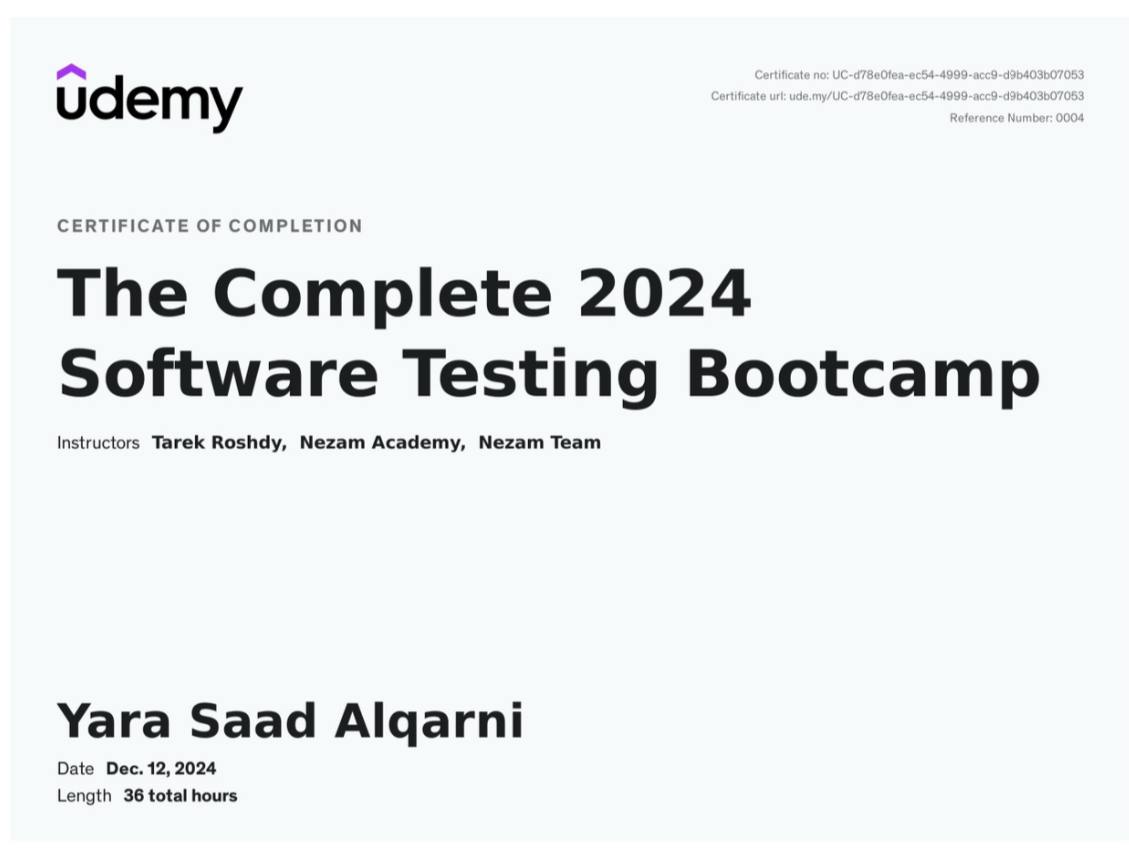 udemy
Certificate no: UC-d78e0fea-ec54-4999-acc9-d9b403b07053
Certificate url: ude.my/UC-d78e0fea-ec54-4999-acc9-d9b403b07053
Reference Number: 0004
CERTIFICATE OF COMPLETION
The Complete 2024
Software Testing Bootcamp
Instructors Tarek Roshdy, Nezam Academy, Nezam Team
Yara Saad Alqarni
Date Dec. 12, 2024
Length 36 total hours